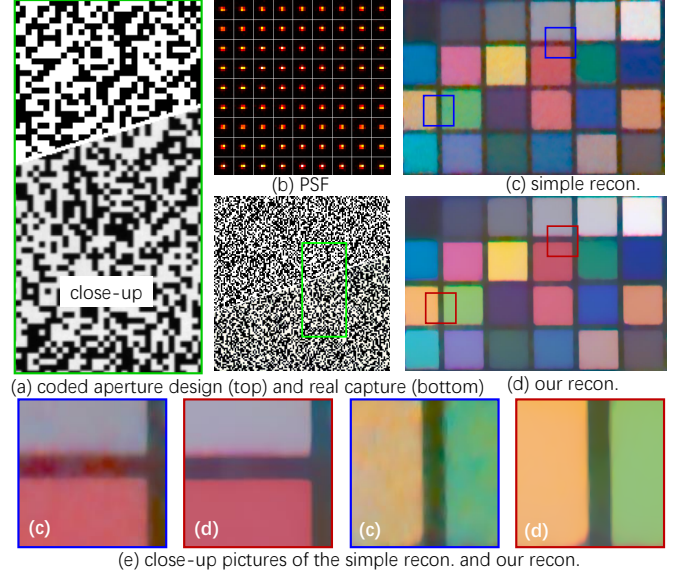 close-up
(b) PSF
(c) simple recon.
(a) coded aperture design (top) and real capture (bottom)
(d) our recon.
(c)
(d)
(c)
(d)
(e) close-up pictures of the simple recon. and our recon.